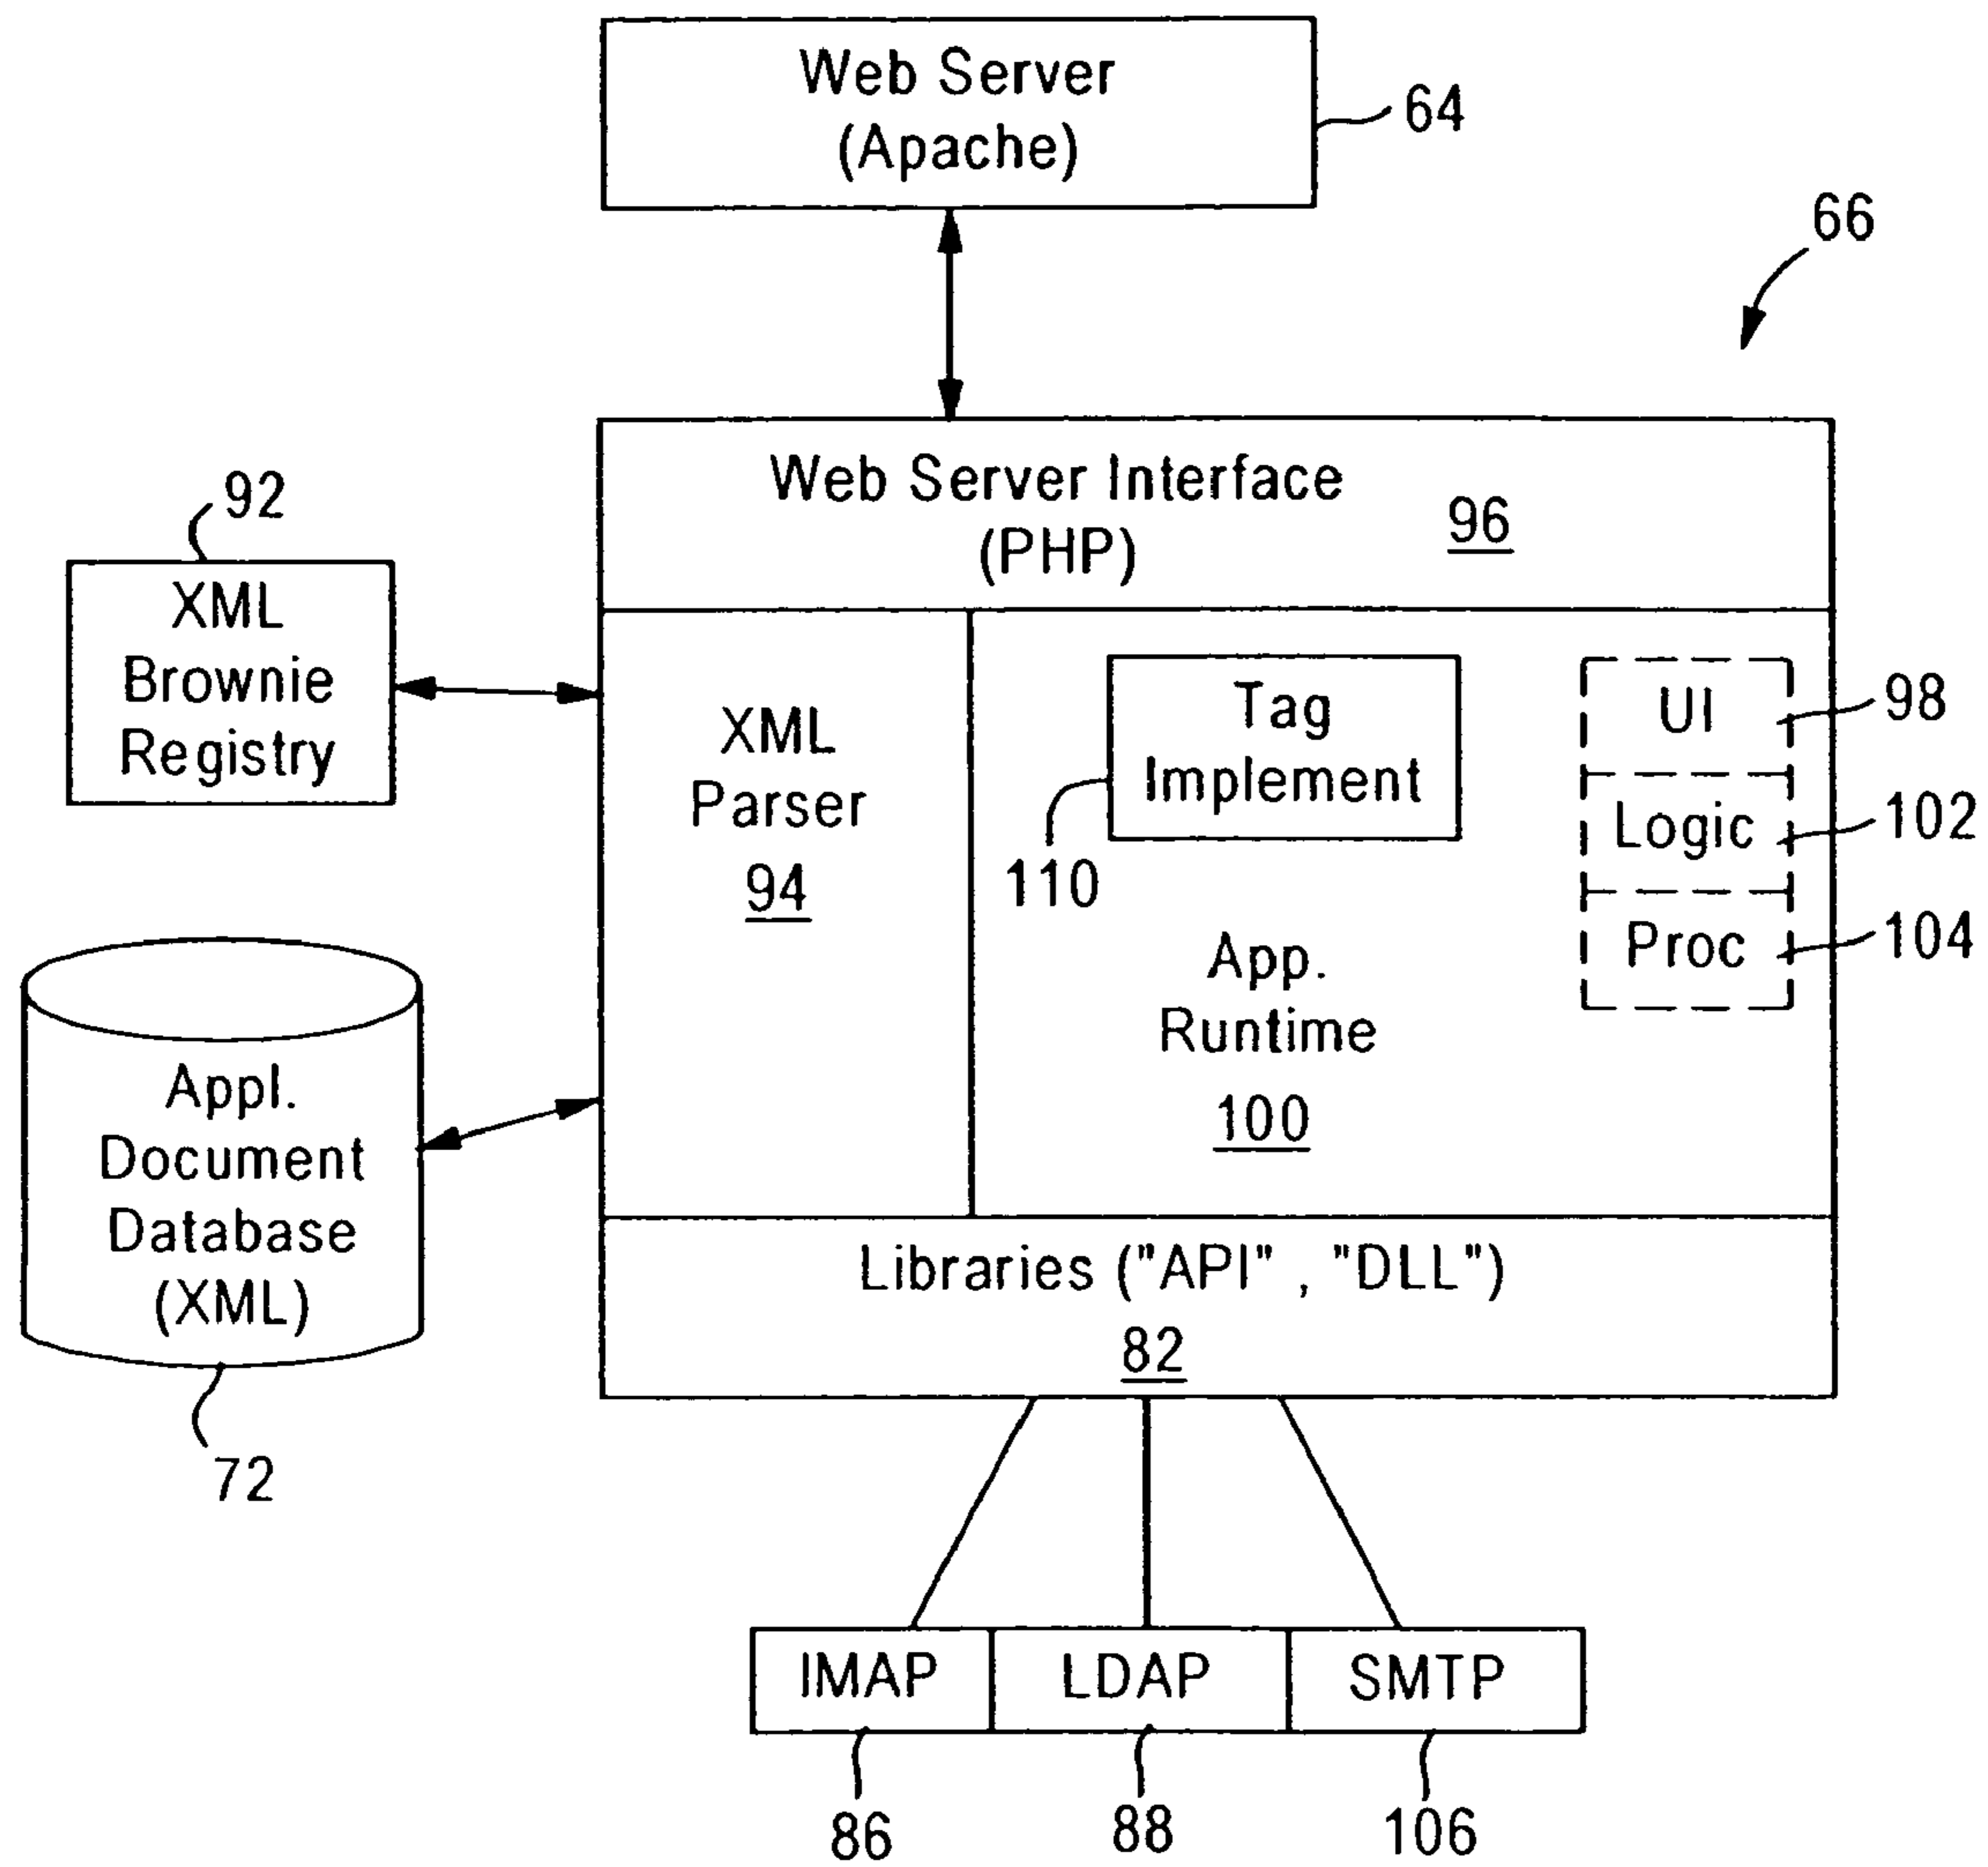 Web Server
(Apache)
64
66
Web Server Interface
(PHP)
96
92
XML
Brownie
Registry
XML
Parser
94
Tag
Implement
110
UI
98
Logic
102
Proc
104
App.
Runtime
100
Appl.
Document
Database
(XML)
72
Libraries ("API" , "DLL")
82
IMAP
LDAP
SMTP
86
88
106